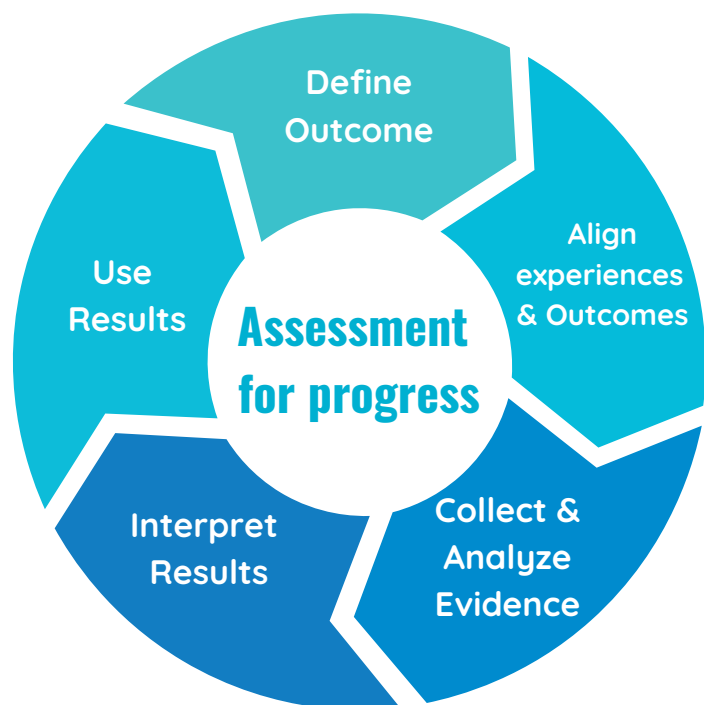 Define
Outcome
Align
experiences
& Outcomes
Collect &
Analyze
Evidence
Interpret
Results
Use
Results
Assessment
for progress